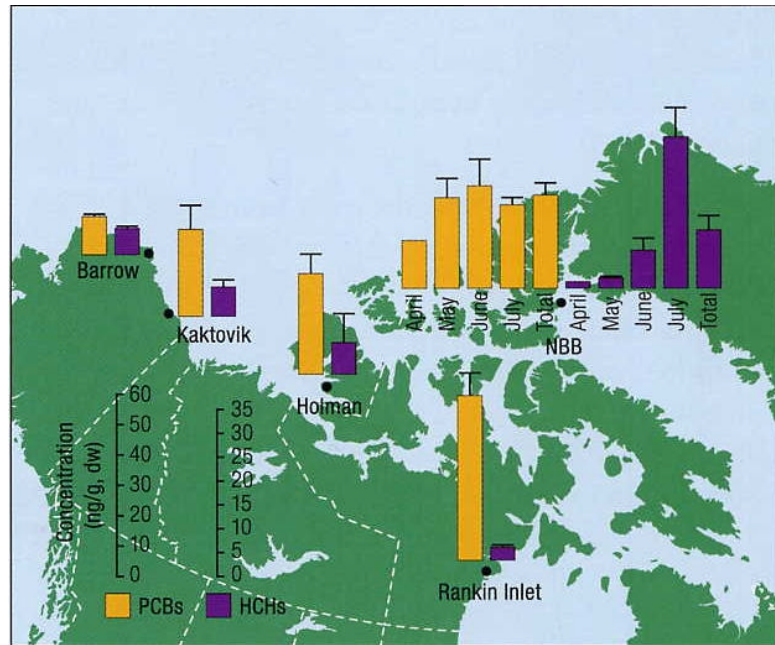 Barrow
Kaktovik
Holman
April
May
June
July
Total
April
May
June
July
Total
NBB
Rankin Inlet
Concentration
(ng/g, dw)
60
50
40
30
20
10
0
35
30
25
20
15
10
5
0
PCBs
HCHs